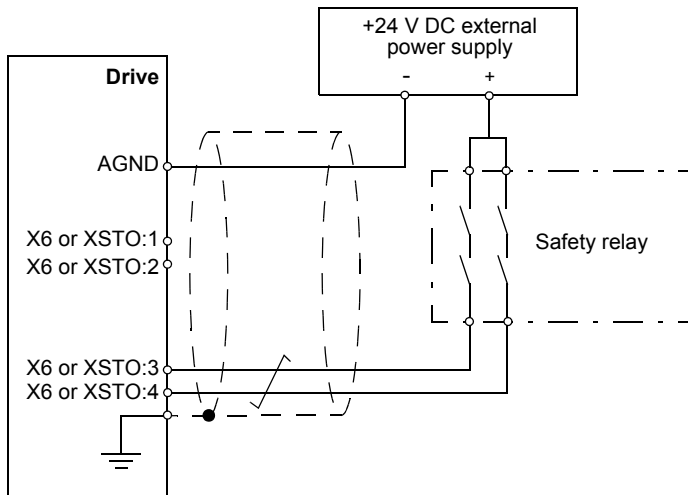 +24 V DC external
power supply
- +
Drive
AGND
X6 or XSTO:1
X6 or XSTO:2
Safety relay
X6 or XSTO:3
X6 or XSTO:4